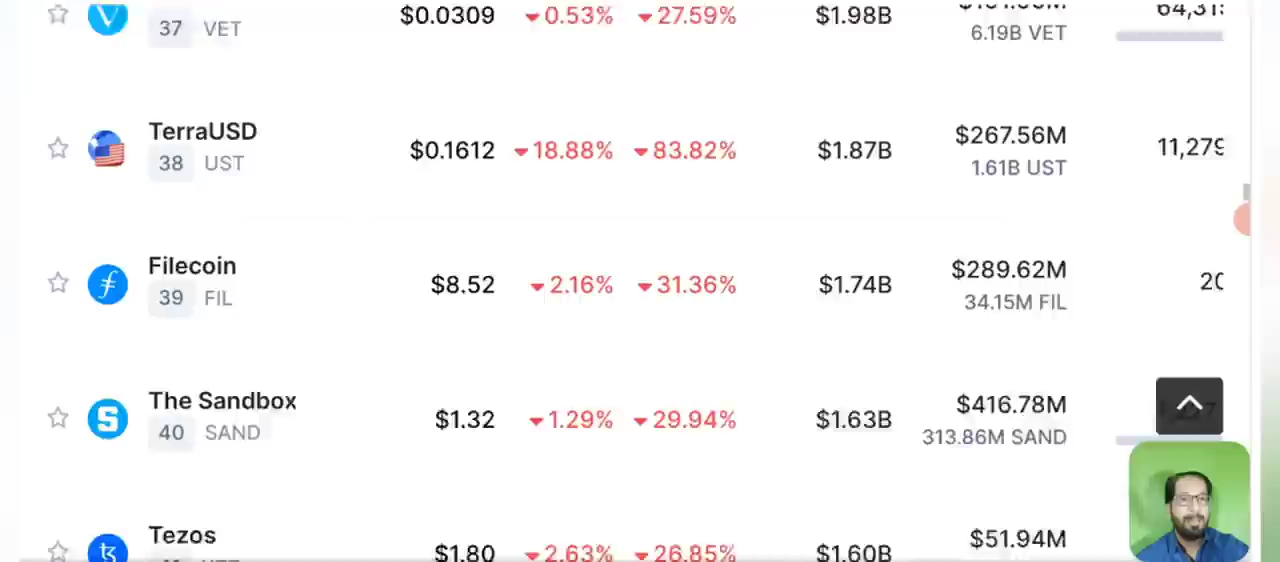 $0.0309 0.53% 27.59% $1.98B
37 VET 6.19B VET
TerraUSD
38 UST $0.1612 18.88% 83.82% $1.87B $267.56M 11,279
1.61B UST
Filecoin
39 FIL $8.52 2.16% 31.36% $1.74B $289.62M
34.15M FIL
The Sandbox
40 SAND $1.32 1.29% 29.94% $1.63B $416.78M
313.86M SAND
Tezos
$1.80 2.63% 26.85% $1.60B $51.94M